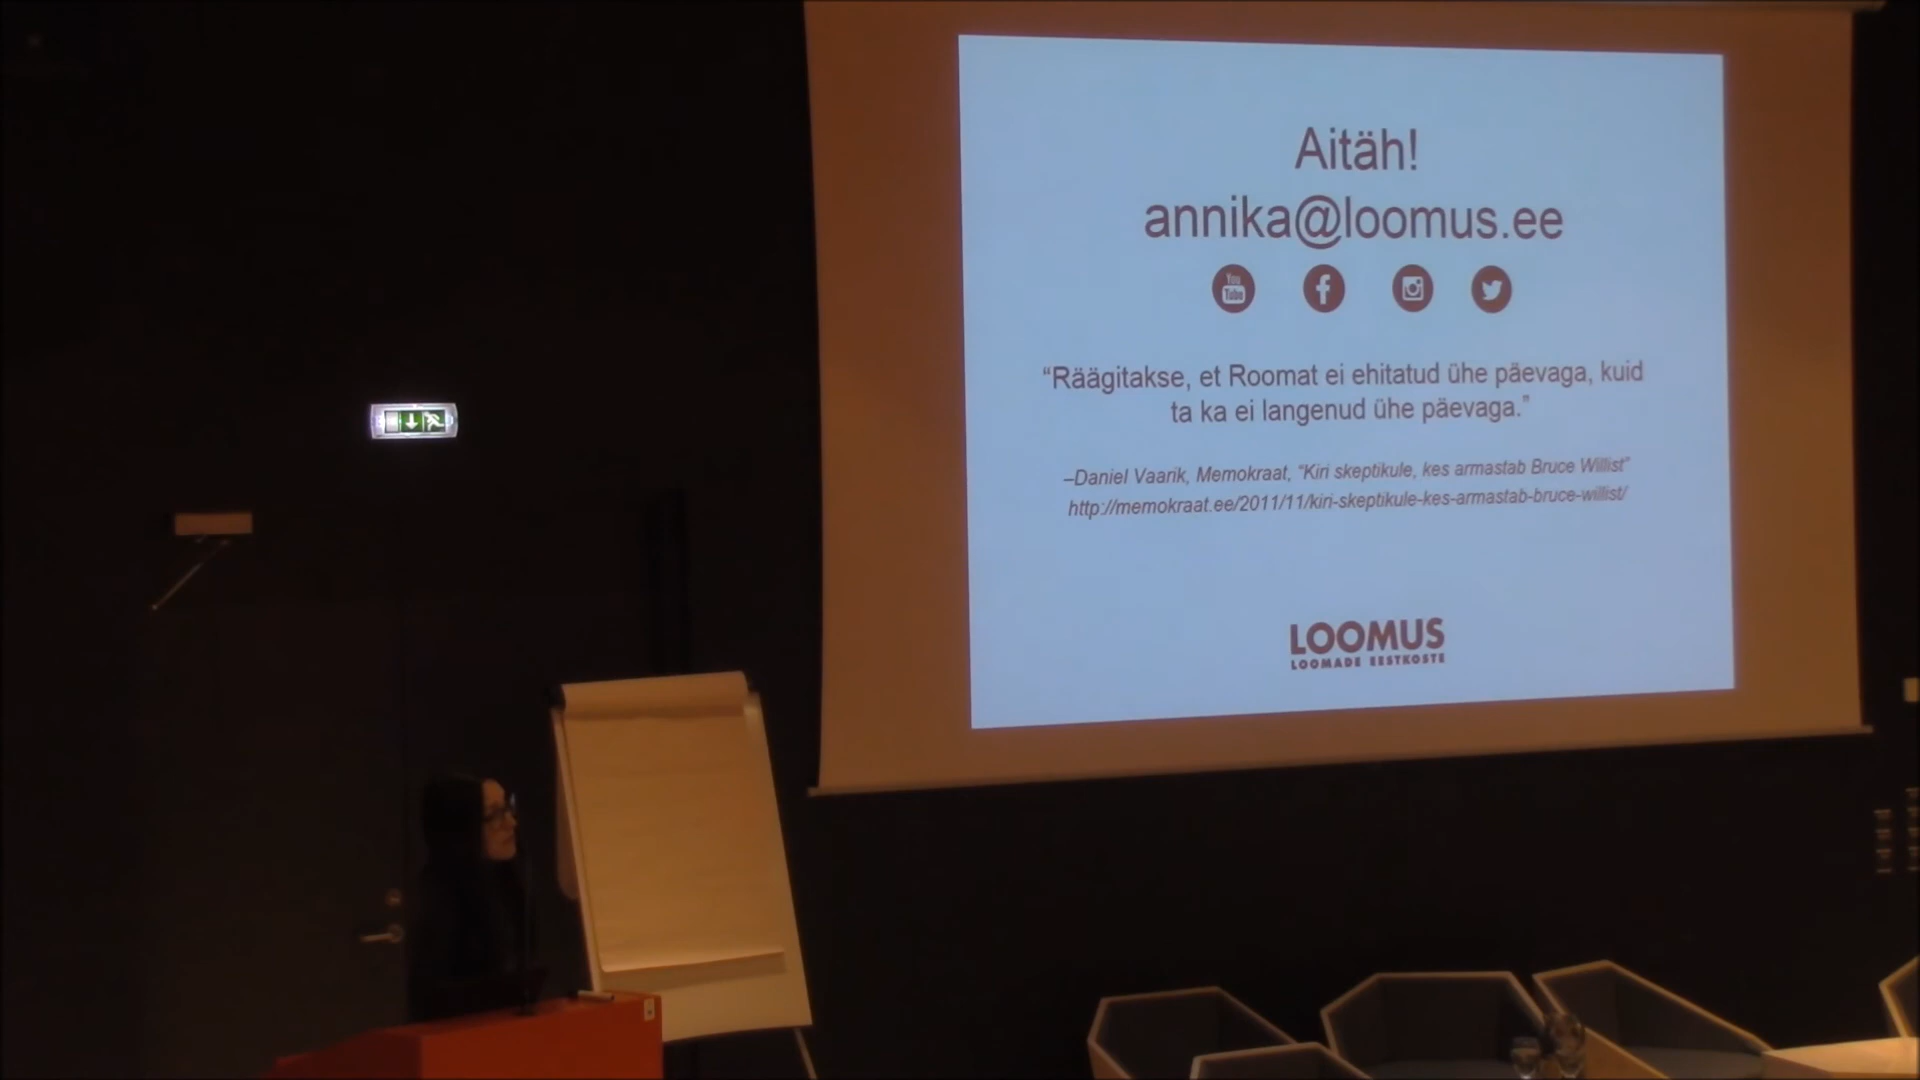 Aitäh!
annika@loomus.ee
You
Tube
“Räägitakse, et Roomat ei ehitatud ühe päevaga, kuid
ta ka ei langenud ühe päevaga.”
–Daniel Vaarik, Memokraat, “Kiri skeptikule, kes armastab Bruce Willist”
http://memokraat.ee/2011/11/kiri-skeptikule-kes-armastab-bruce-willist/
LOOMUS
LOOMADE EESTKOSTE